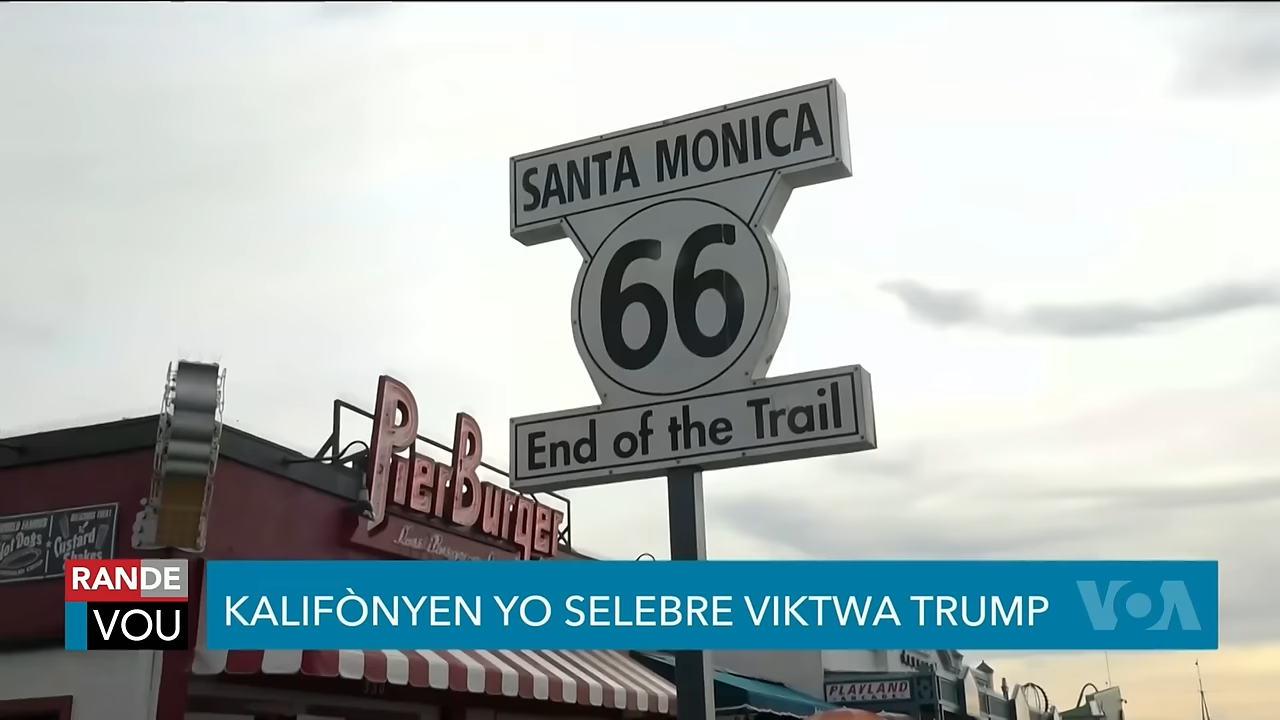 SANTA MONICA
66
End of the Trail
PierBurger
Hot Dogs
Custard
Shakes
RANDE
VOU
KALIFÒNYEN YO SELEBRE VIKTWA TRUMP
VOA
PLAYLAND